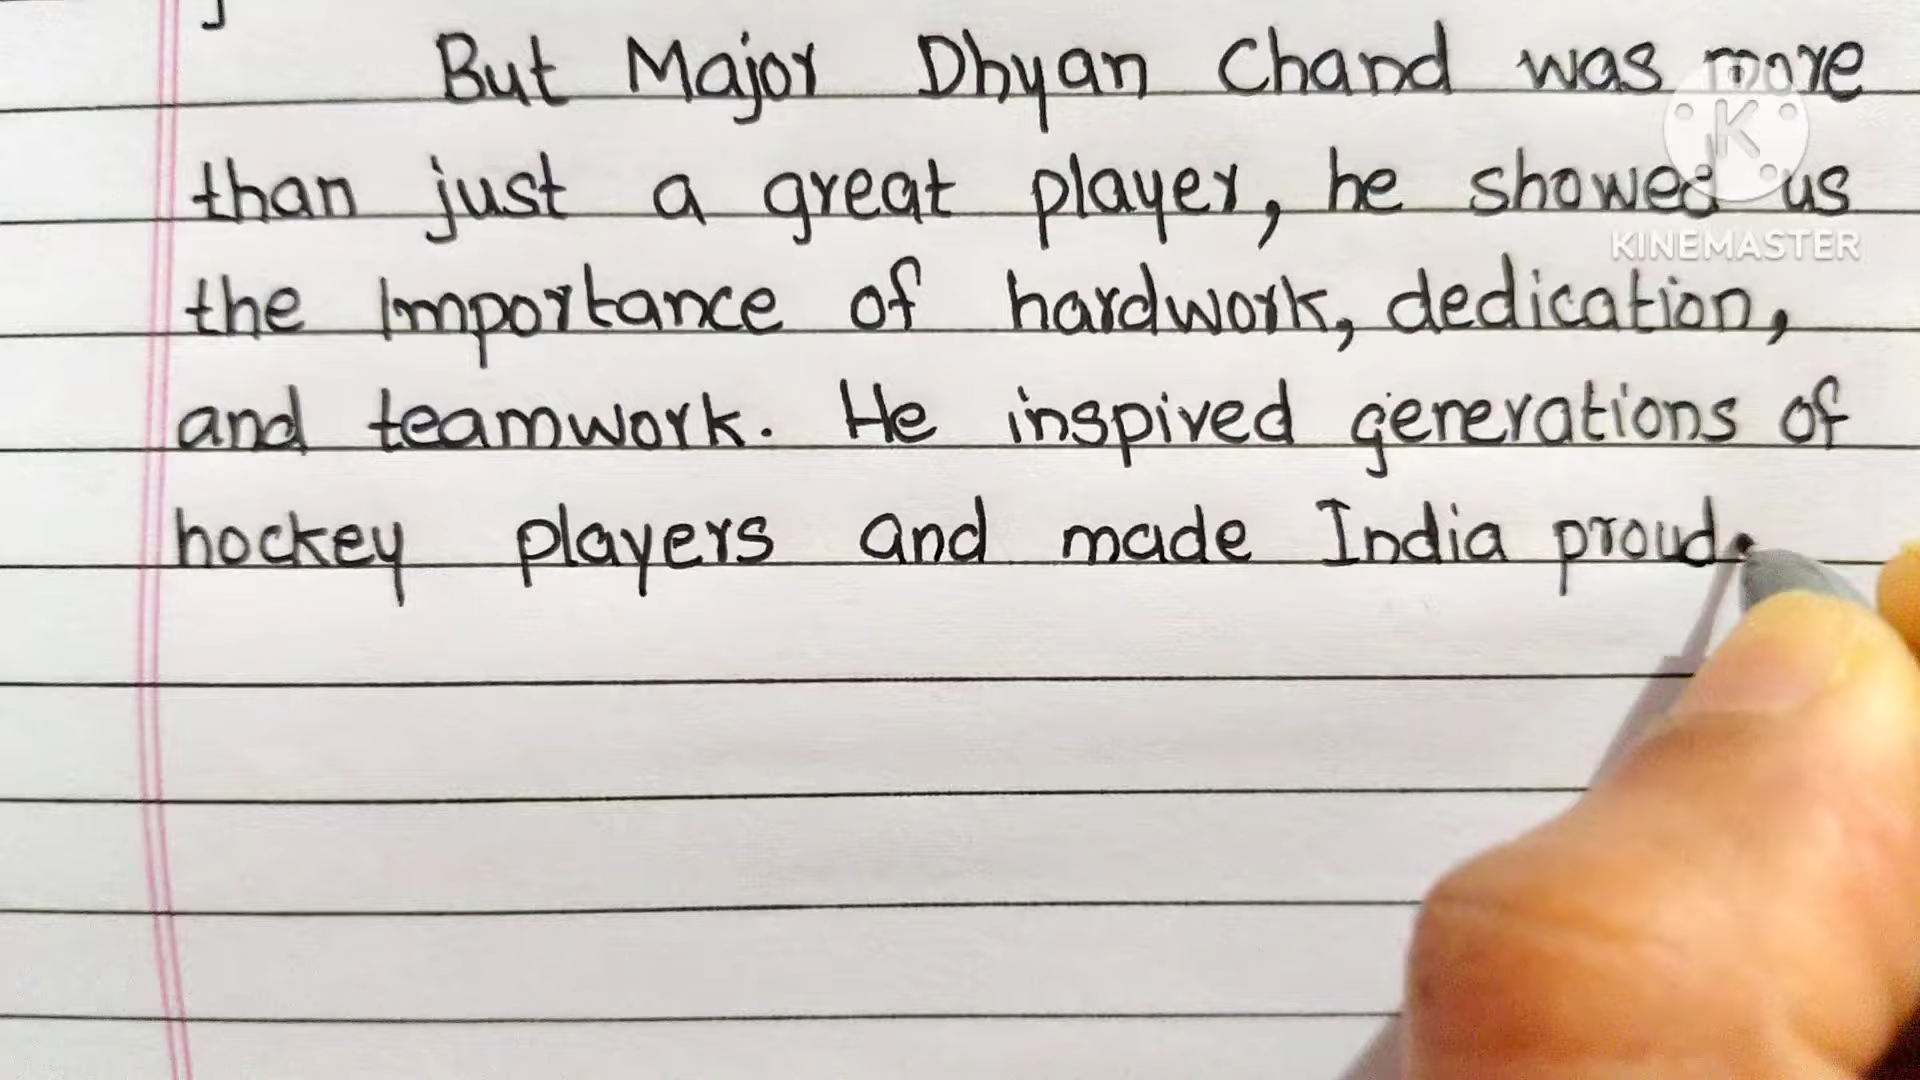 But Major Dhyan Chand was more
than just a great player, he showed us
KINEMASTER
the Importance of hardwork, dedication,
and teamwork. He inspired generations of
hockey players and made India proud.